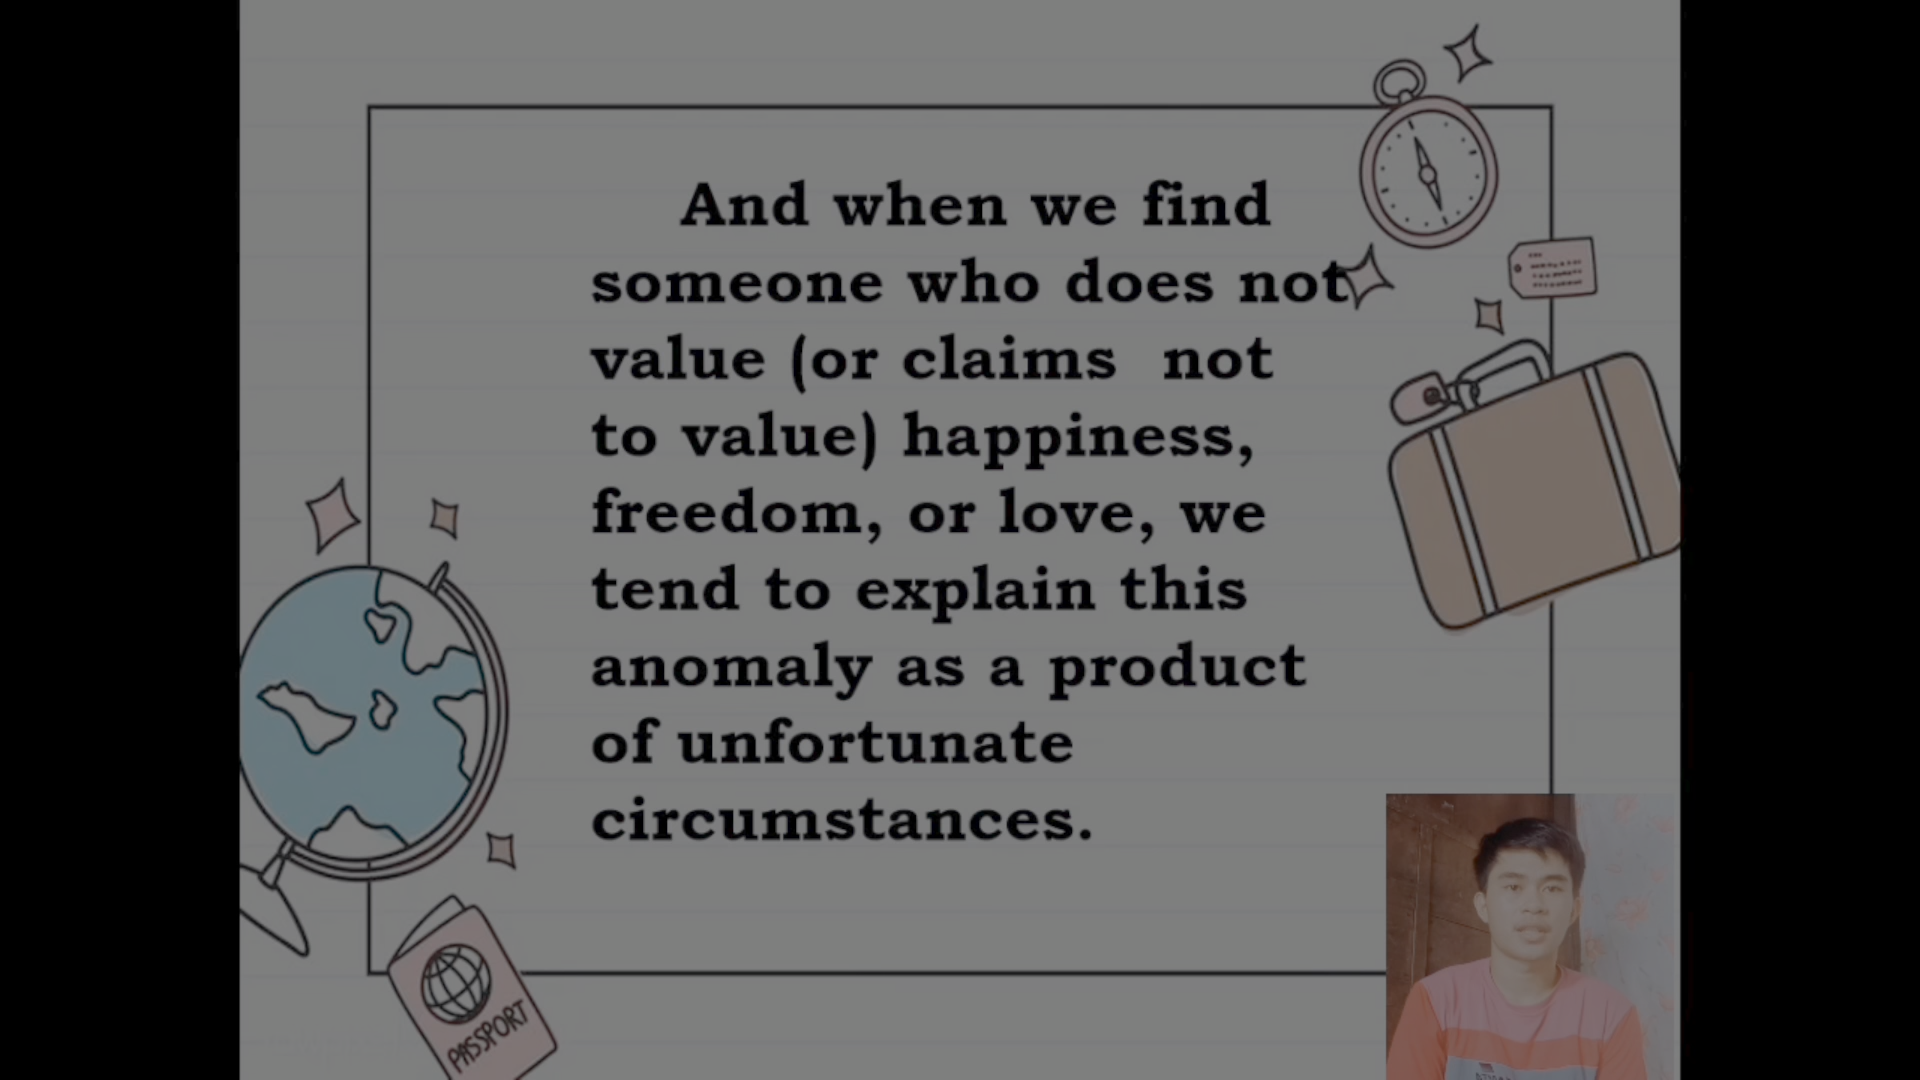 And when we find
someone who does not
value (or claims  not
to value) happiness,
freedom, or love, we
tend to explain this
anomaly as a product
of unfortunate
circumstances.
PASSPORT